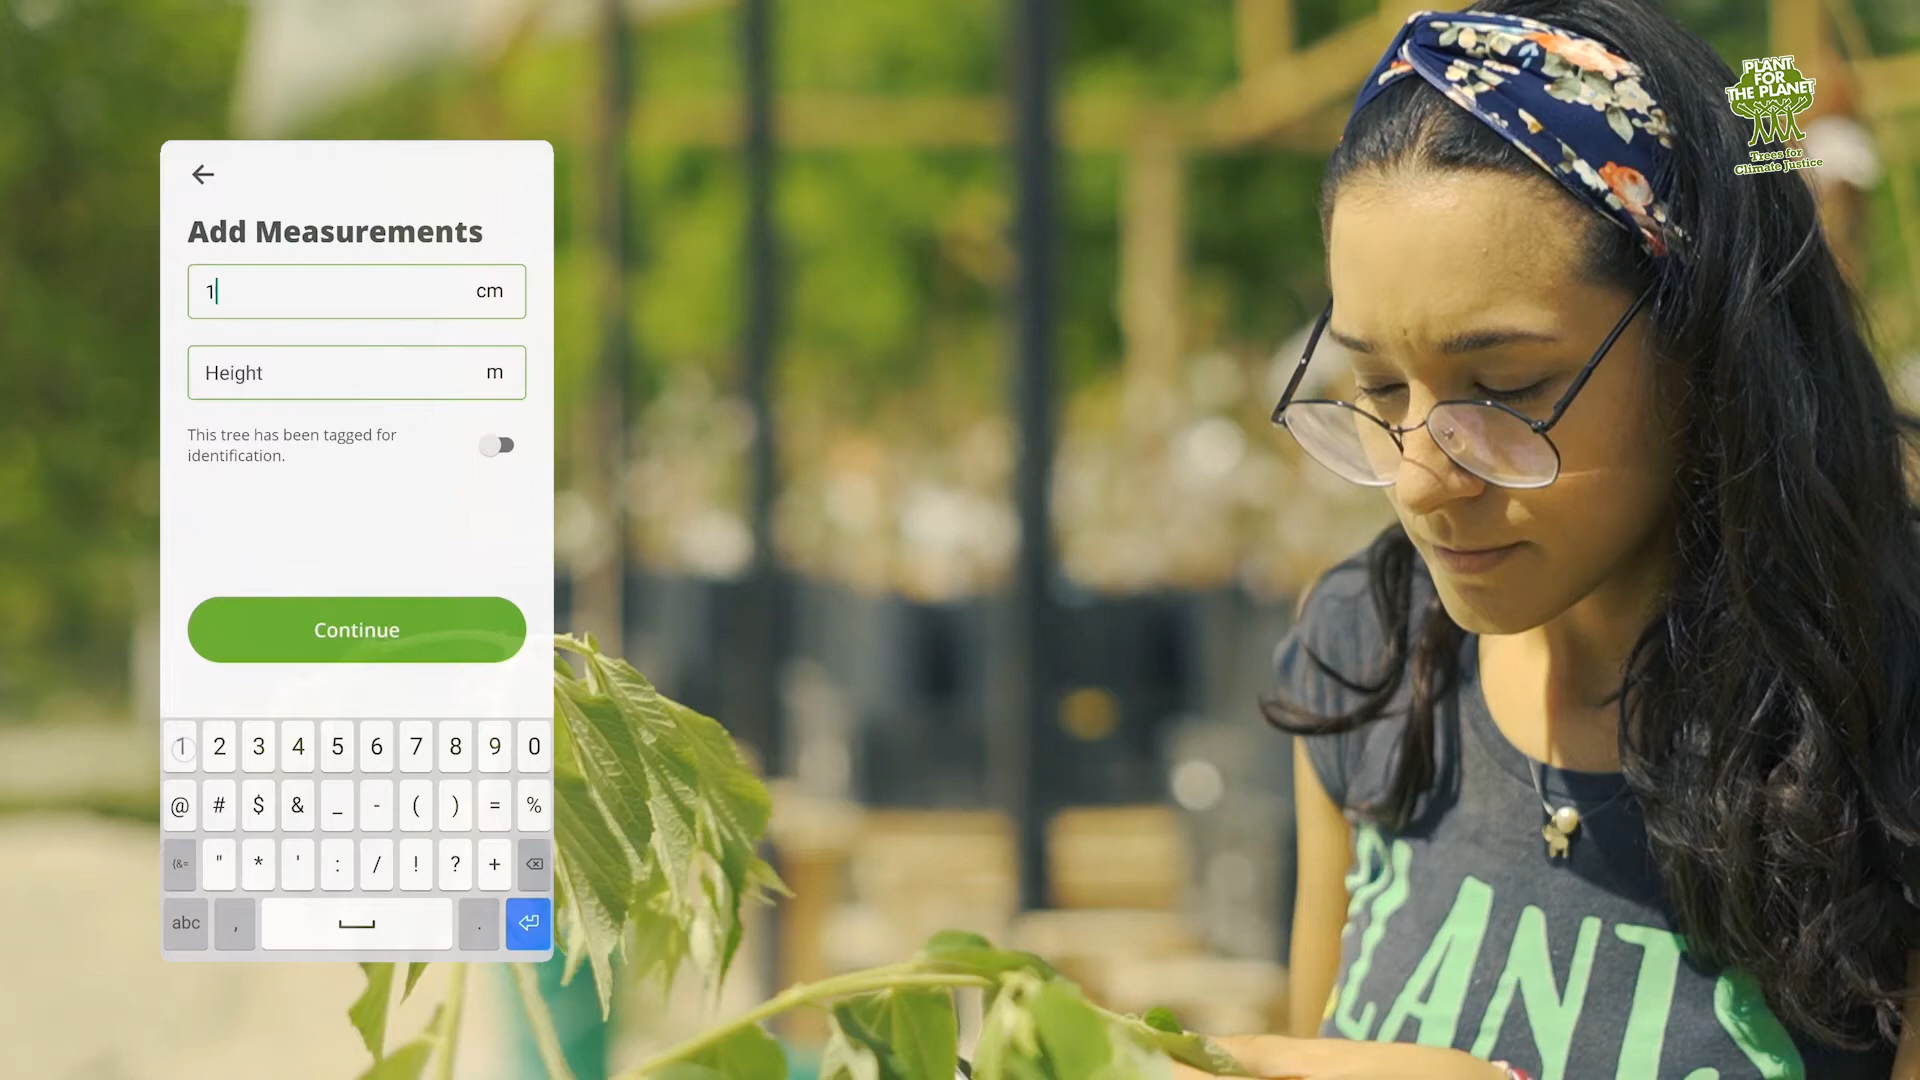 PLANT
FOR
THE PLANET
Trees for
Climate Justice
Add Measurements
1 cm
Height m
This tree has been tagged for
identification.
Continue
1 2 3 4 5 6 7 8 9 0
@ # $ & _ - ( ) = %
{&= " * ' : / ! ? +
abc , .
PLANTS